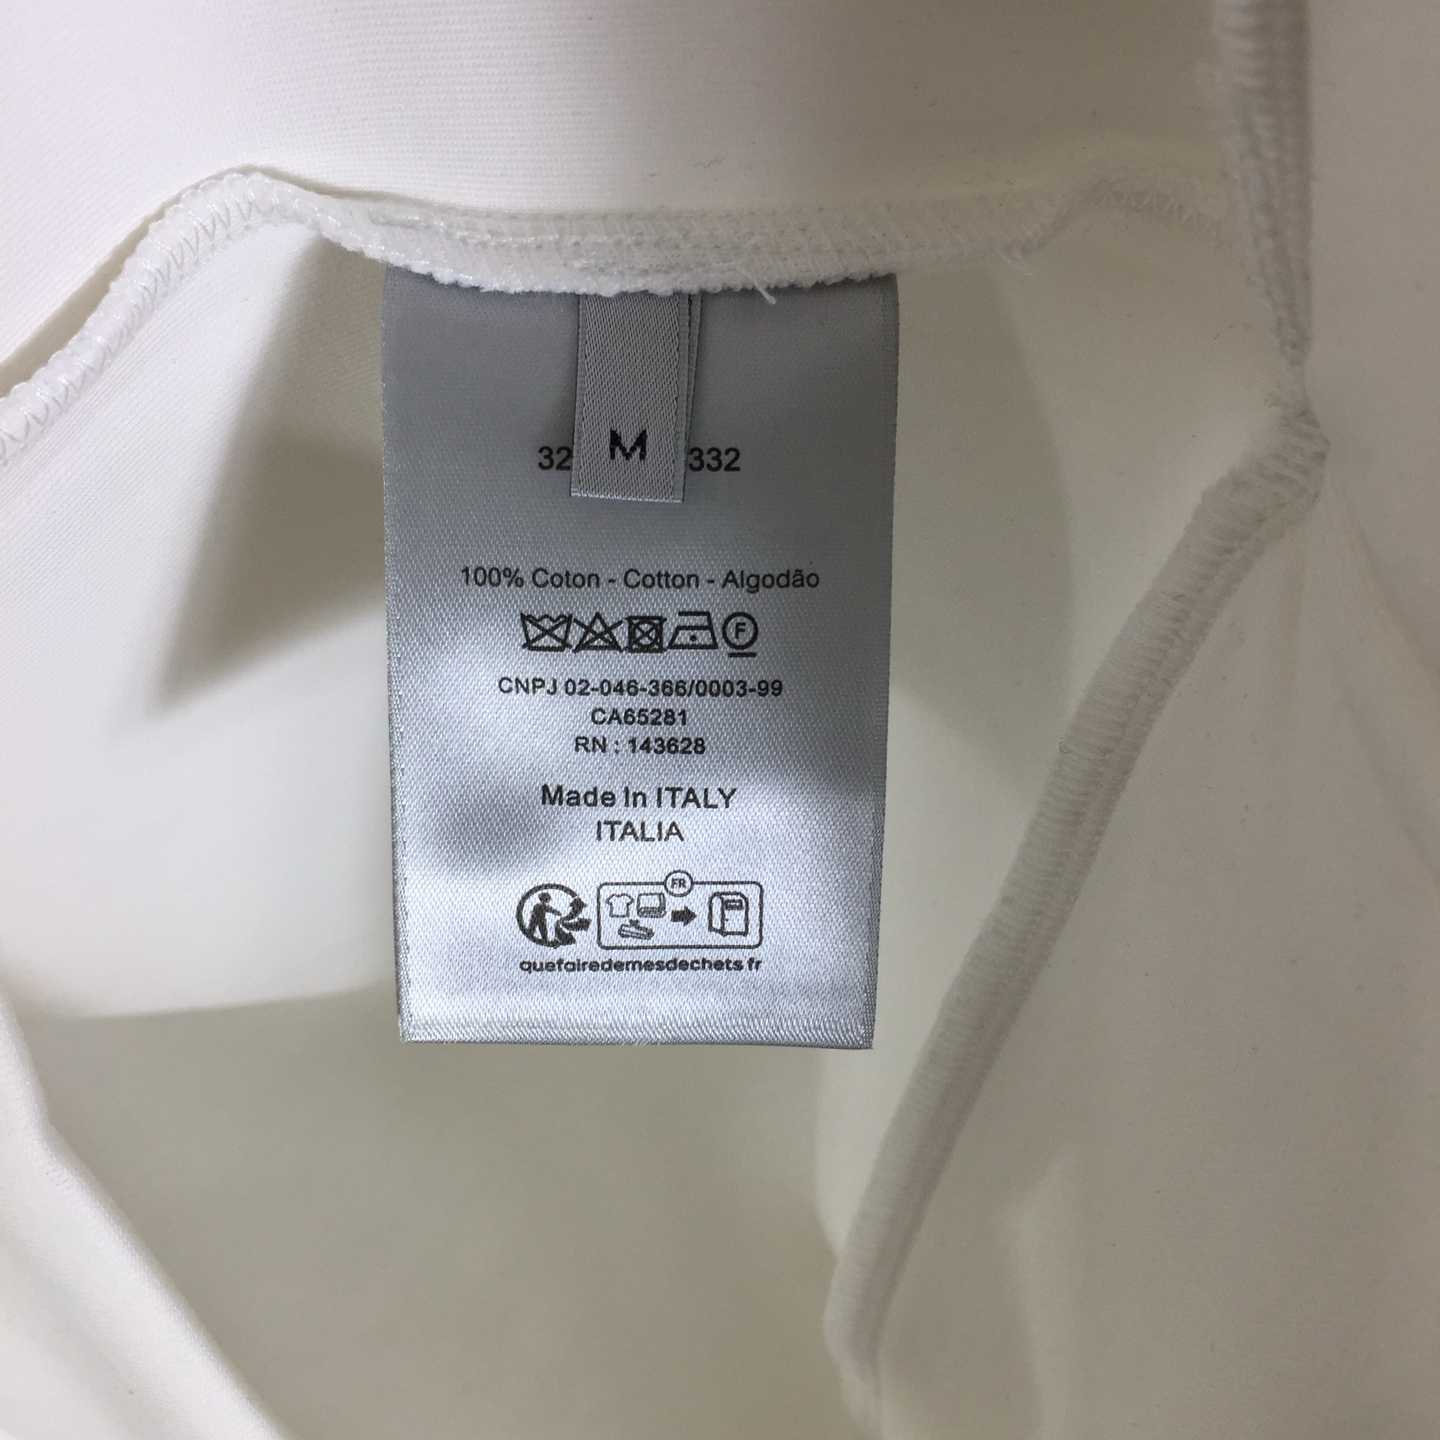 M
32 332
100% Coton - Cotton - Algodão
F
CNPJ 02-046-366/0003-99
CA65281
RN : 143628
Made In ITALY
ITALIA
FR
quefairedemesdechets fr